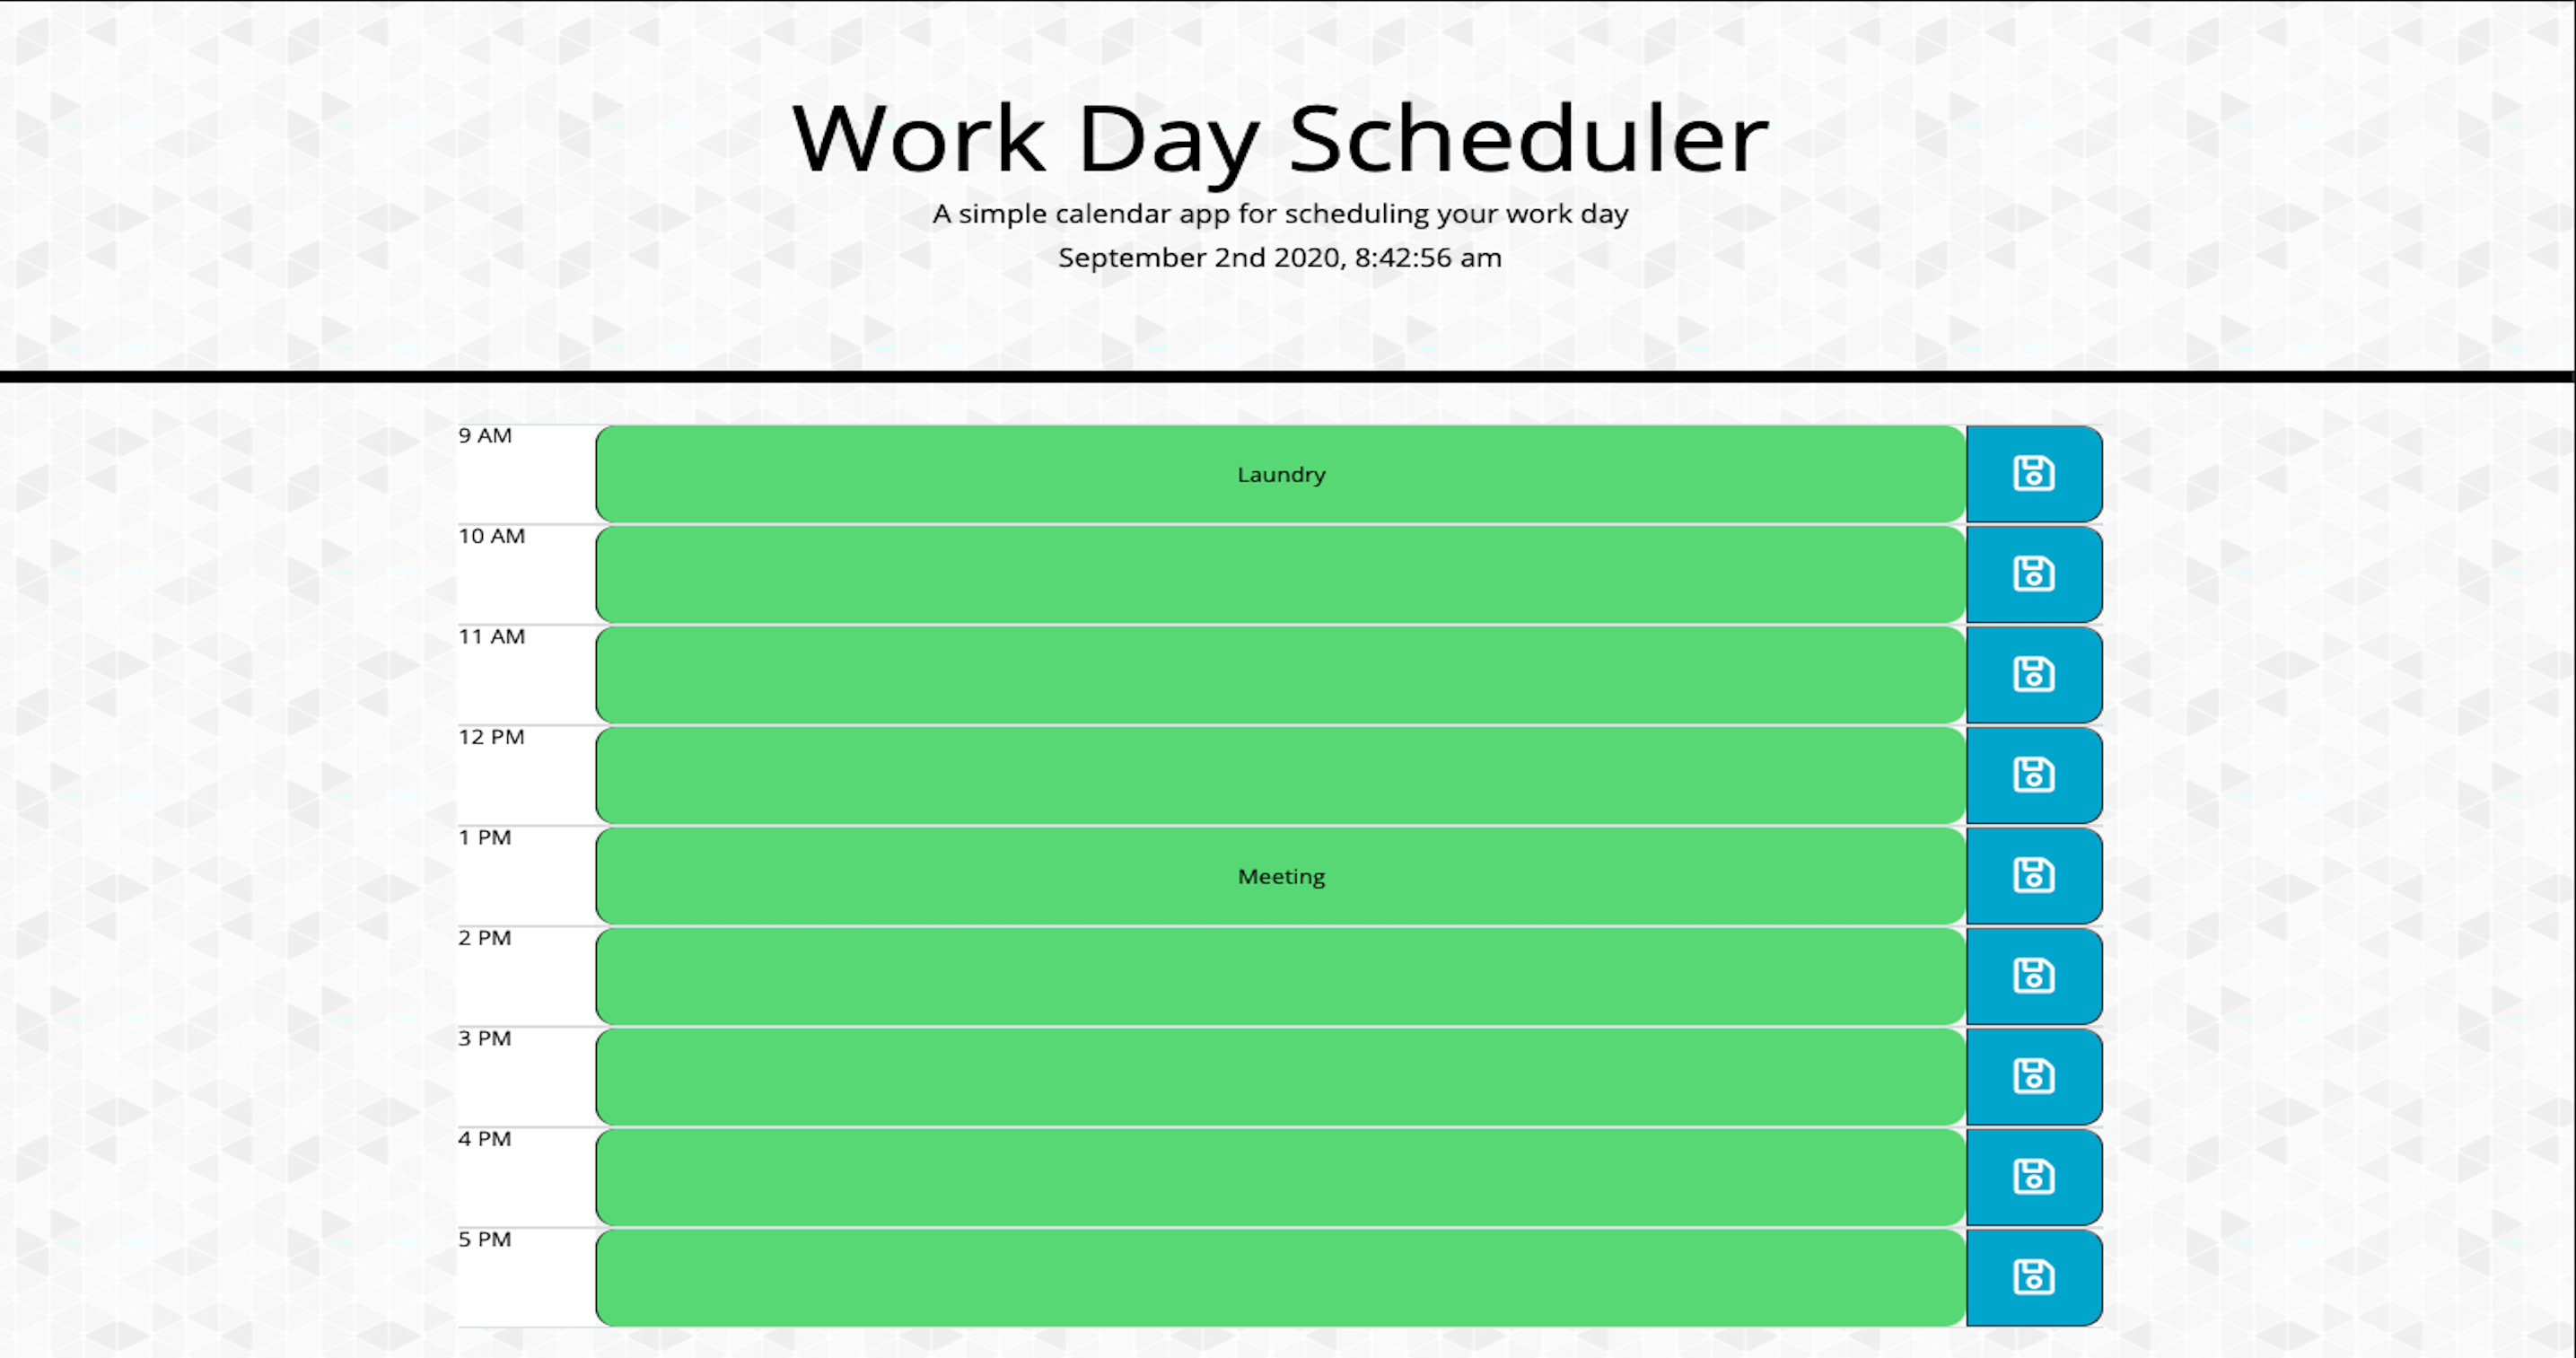 Work Day Scheduler
A simple calendar app for scheduling your work day
September 2nd 2020, 8:42:56 am
9 AM
Laundry
10 AM
11 AM
12 PM
1 PM
Meeting
2 PM
3 PM
4 PM
5 PM